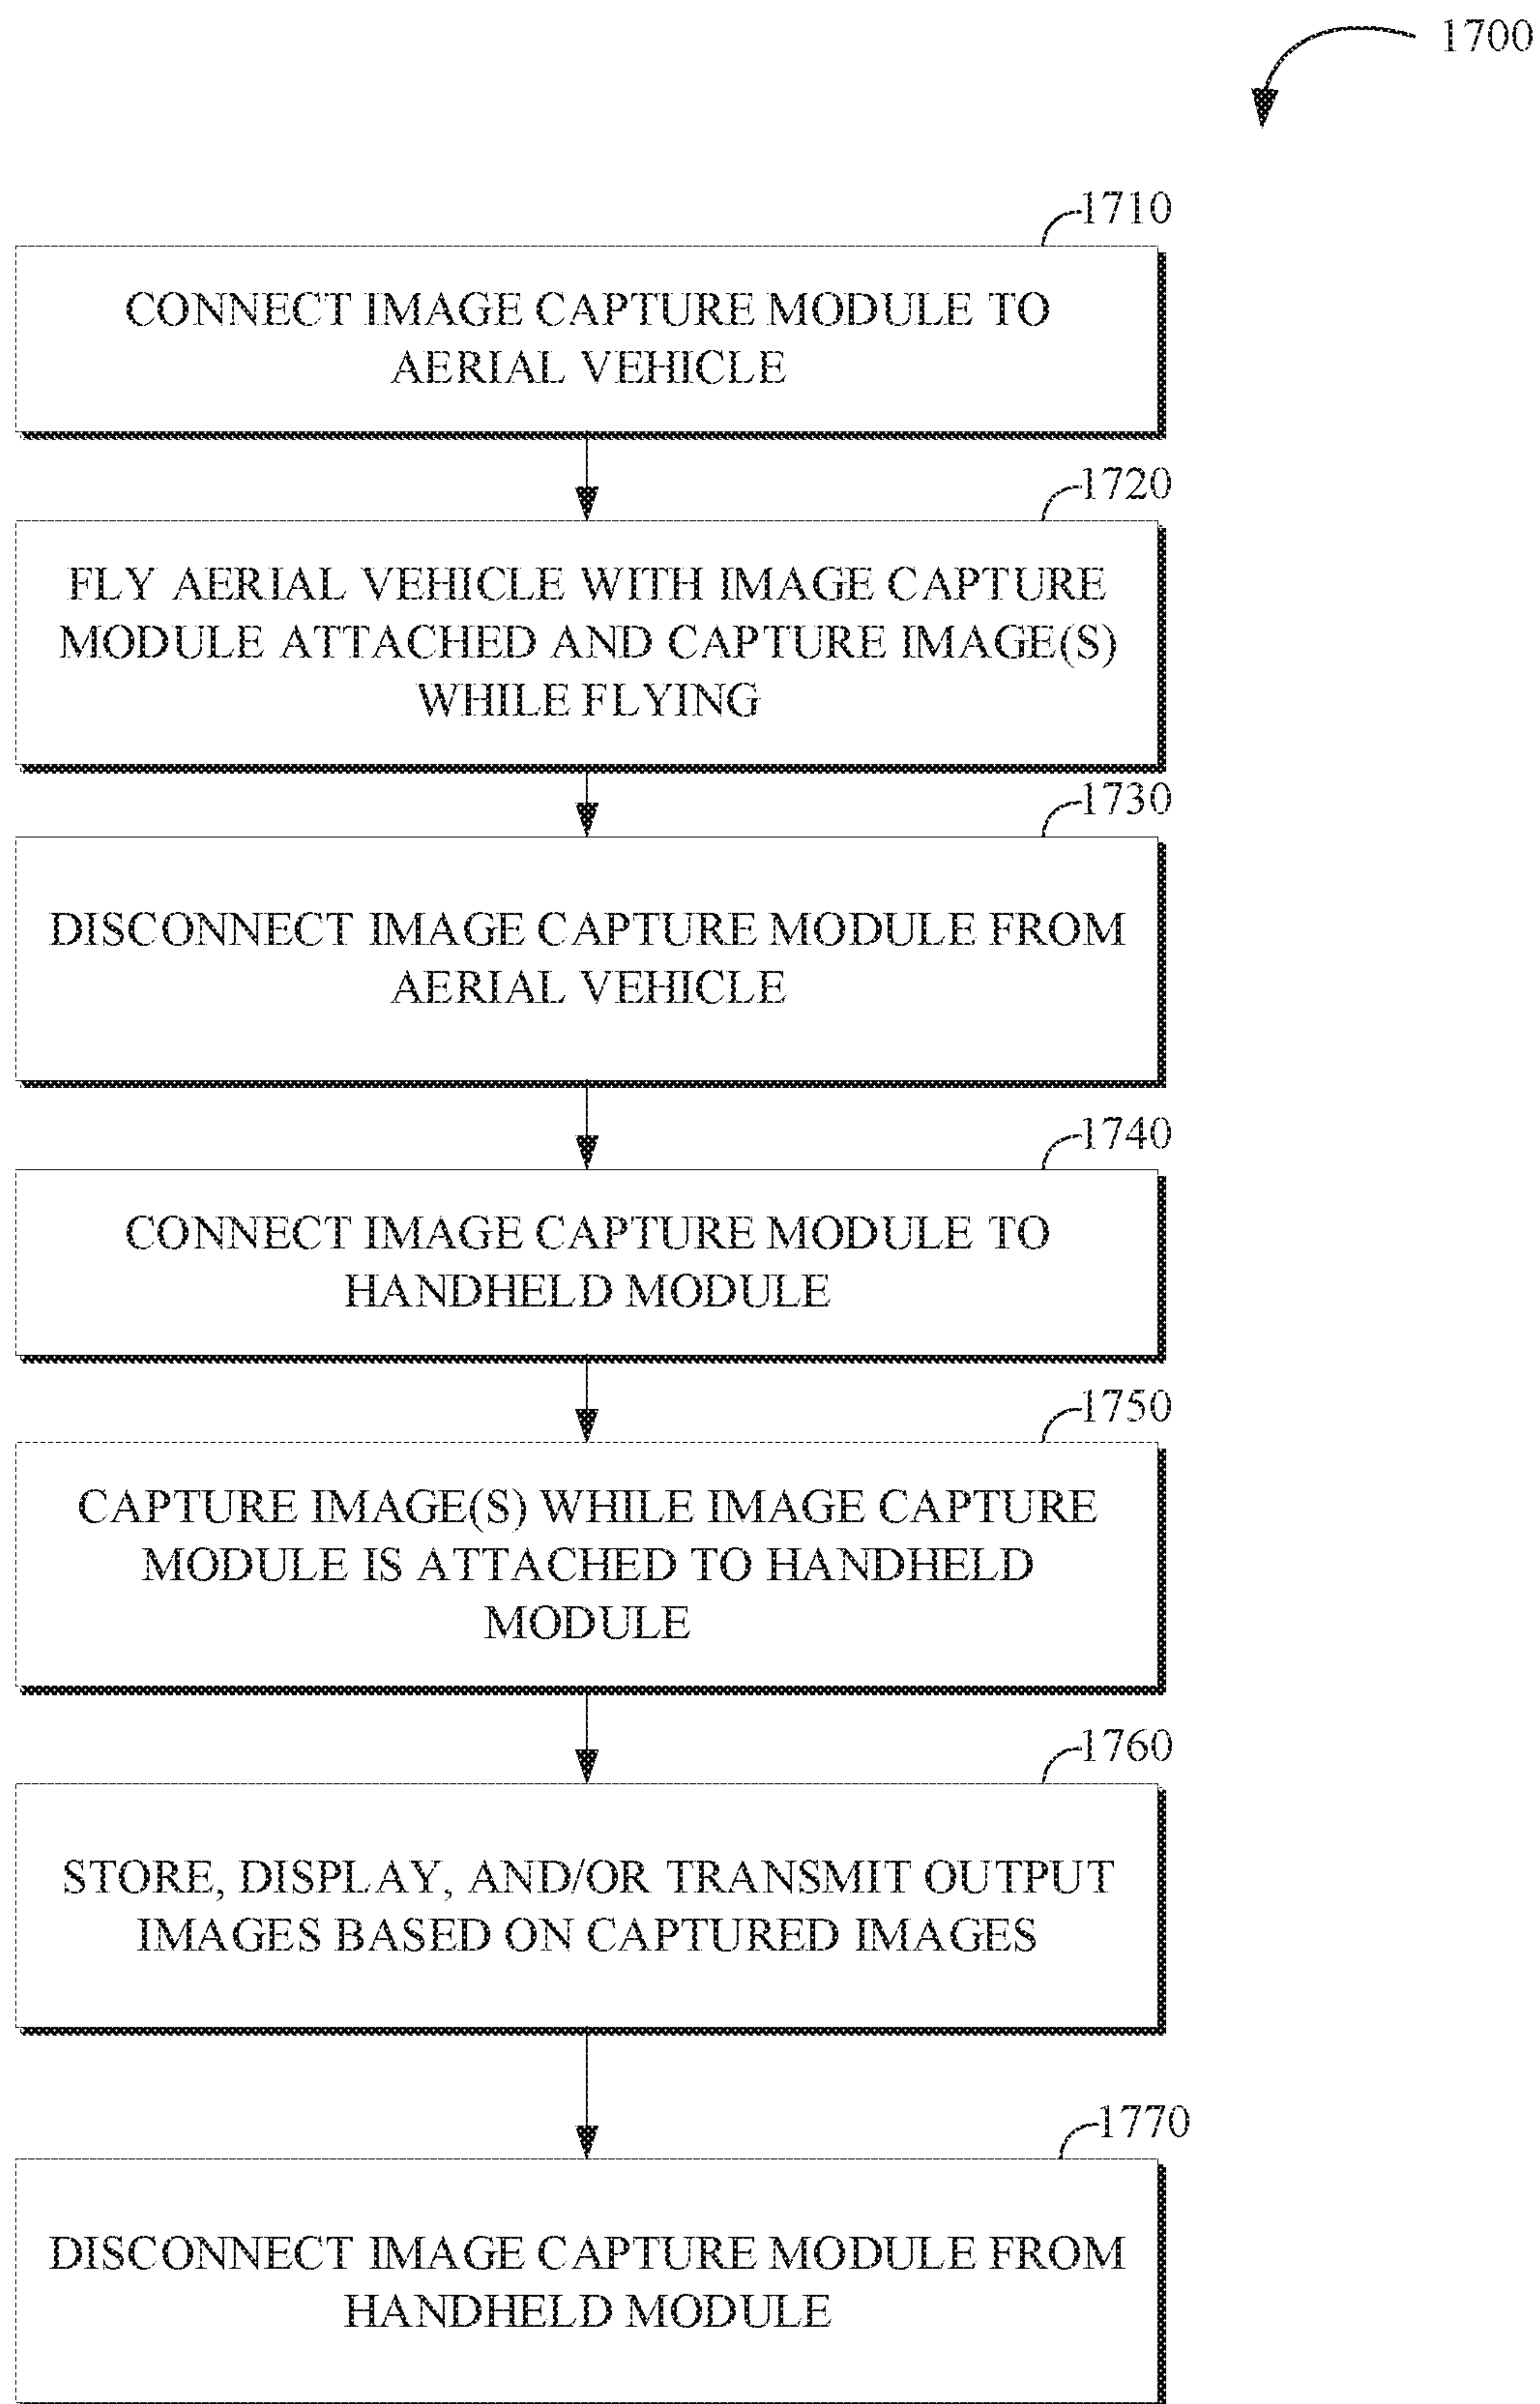 1700
1710
CONNECT IMAGE CAPTURE MODULE TO
AERIAL VEHICLE
1720
FLY AERIAL VEHICLE WITH IMAGE CAPTURE
MODULE ATTACHED AND CAPTURE IMAGE(S)
WHILE FLYING
1730
DISCONNECT IMAGE CAPTURE MODULE FROM
AERIAL VEHICLE
1740
CONNECT IMAGE CAPTURE MODULE TO
HANDHELD MODULE
1750
CAPTURE IMAGE(S) WHILE IMAGE CAPTURE
MODULE IS ATTACHED TO HANDHELD
MODULE
1760
STORE, DISPLAY, AND/OR TRANSMIT OUTPUT
IMAGES BASED ON CAPTURED IMAGES
1770
DISCONNECT IMAGE CAPTURE MODULE FROM
HANDHELD MODULE